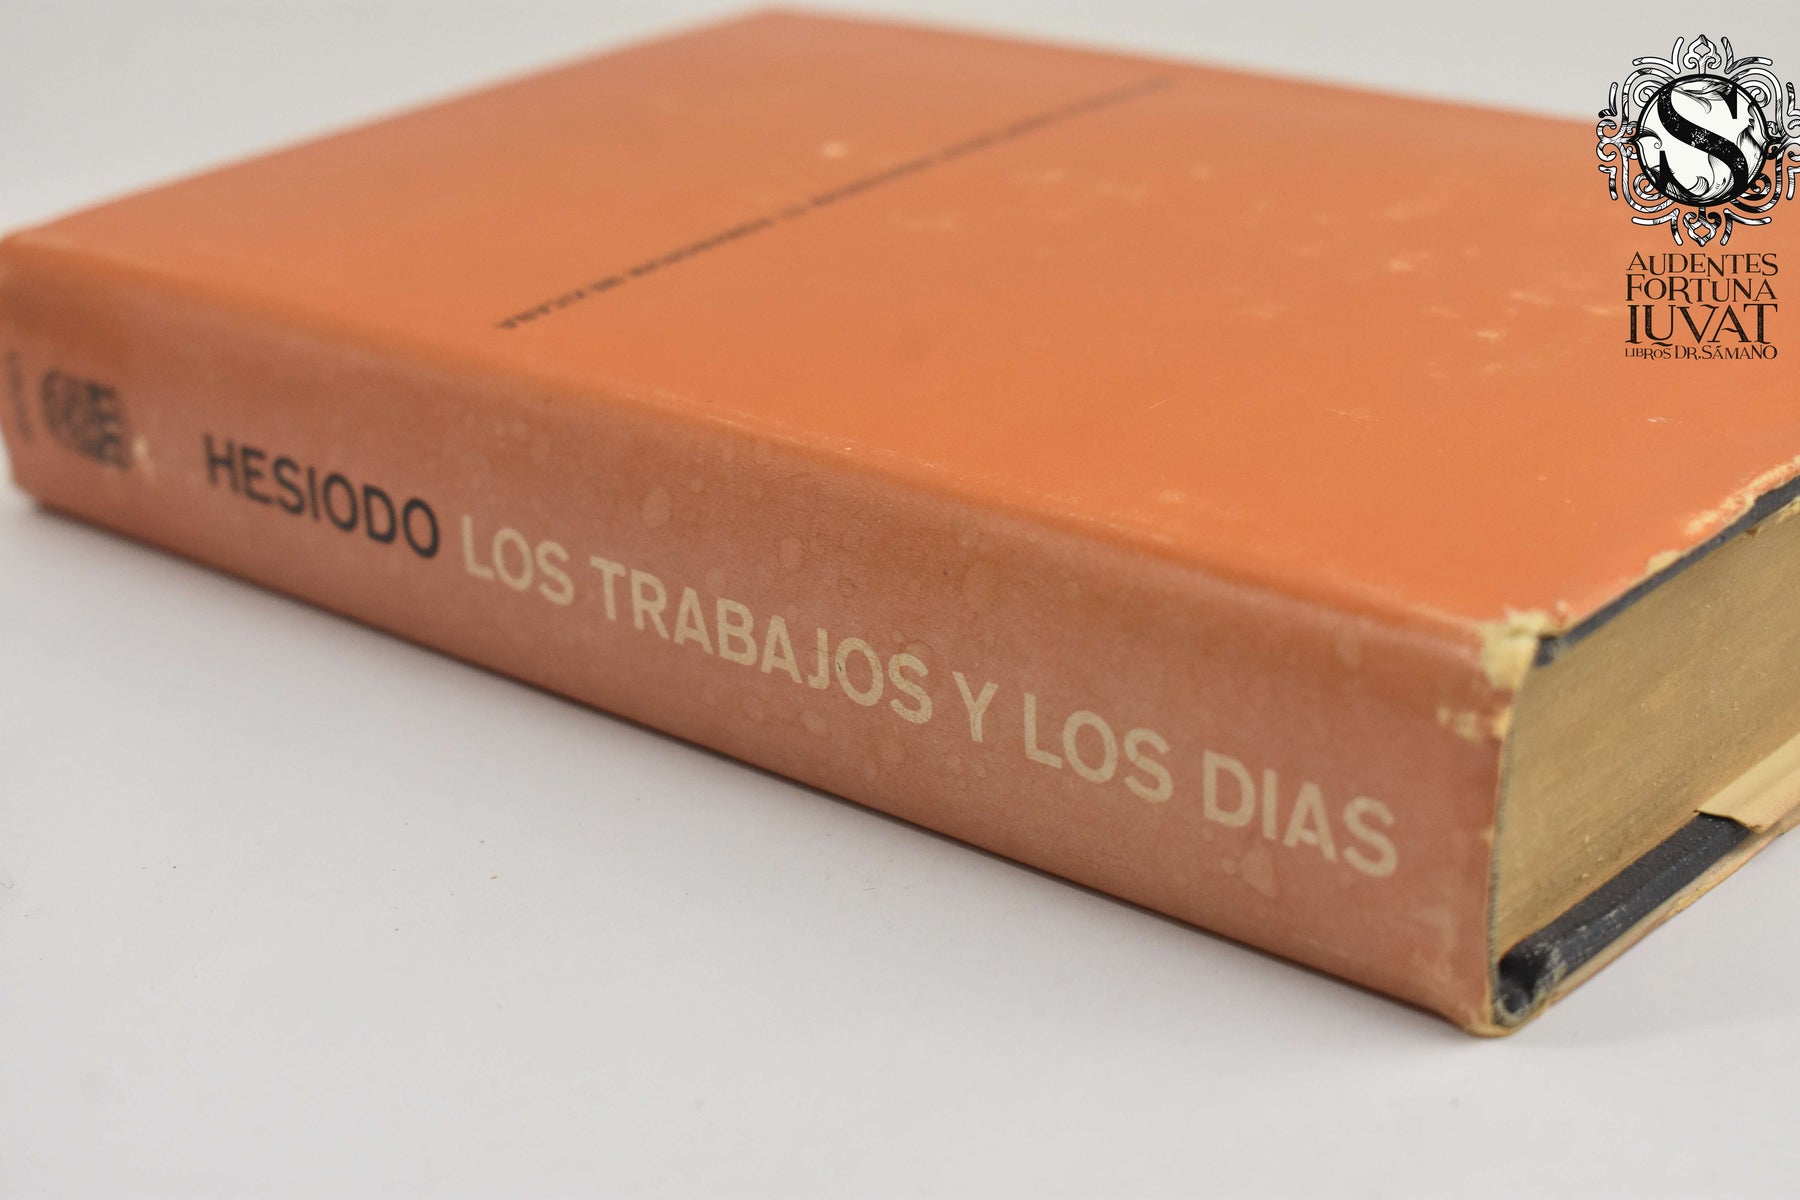 HESIODO LOS TRABAJOS Y LOS DIAS
S
AUDENTES
FORTUNA
IUVAT
LIBROS DR. SÁMANO